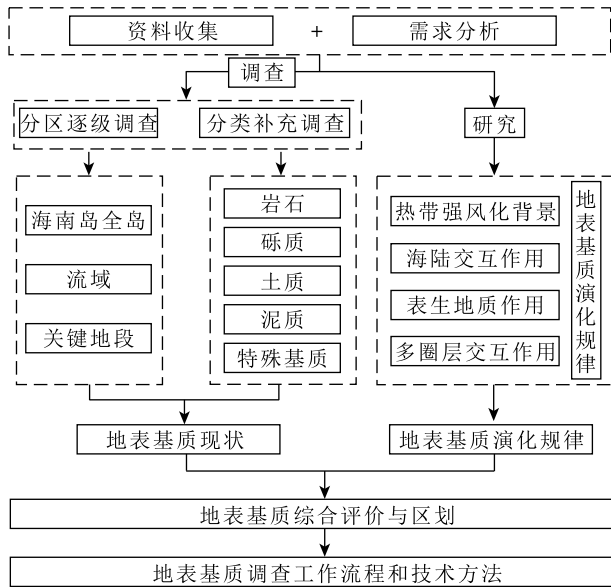 资料收集 + 需求分析
调查
分区逐级调查 分类补充调查 研究
海南岛全岛
流域
关键地段
岩石
砾质
土质
泥质
特殊基质
热带强风化背景
海陆交互作用
表生地质作用
多圈层交互作用
地表基质演化规律
地表基质现状 地表基质演化规律
地表基质综合评价与区划
地表基质调查工作流程和技术方法